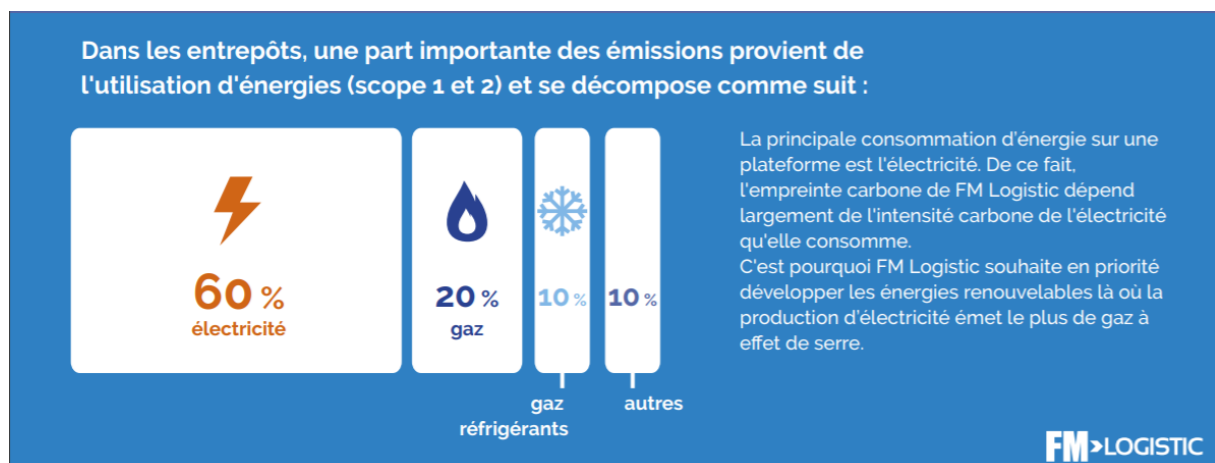 Dans les entrepôts, une part importante des émissions provient de
l'utilisation d'énergies (scope 1 et 2) et se décompose comme suit :
60 %
électricité
20 %
gaz
10 %
gaz
réfrigérants
10 %
autres
La principale consommation d'énergie sur une
plateforme est l'électricité. De ce fait,
l'empreinte carbone de FM Logistic dépend
largement de l'intensité carbone de l'électricité
qu'elle consomme.
C'est pourquoi FM Logistic souhaite en priorité
développer les énergies renouvelables là où la
production d'électricité émet le plus de gaz à
effet de serre.
FM>LOGISTIC